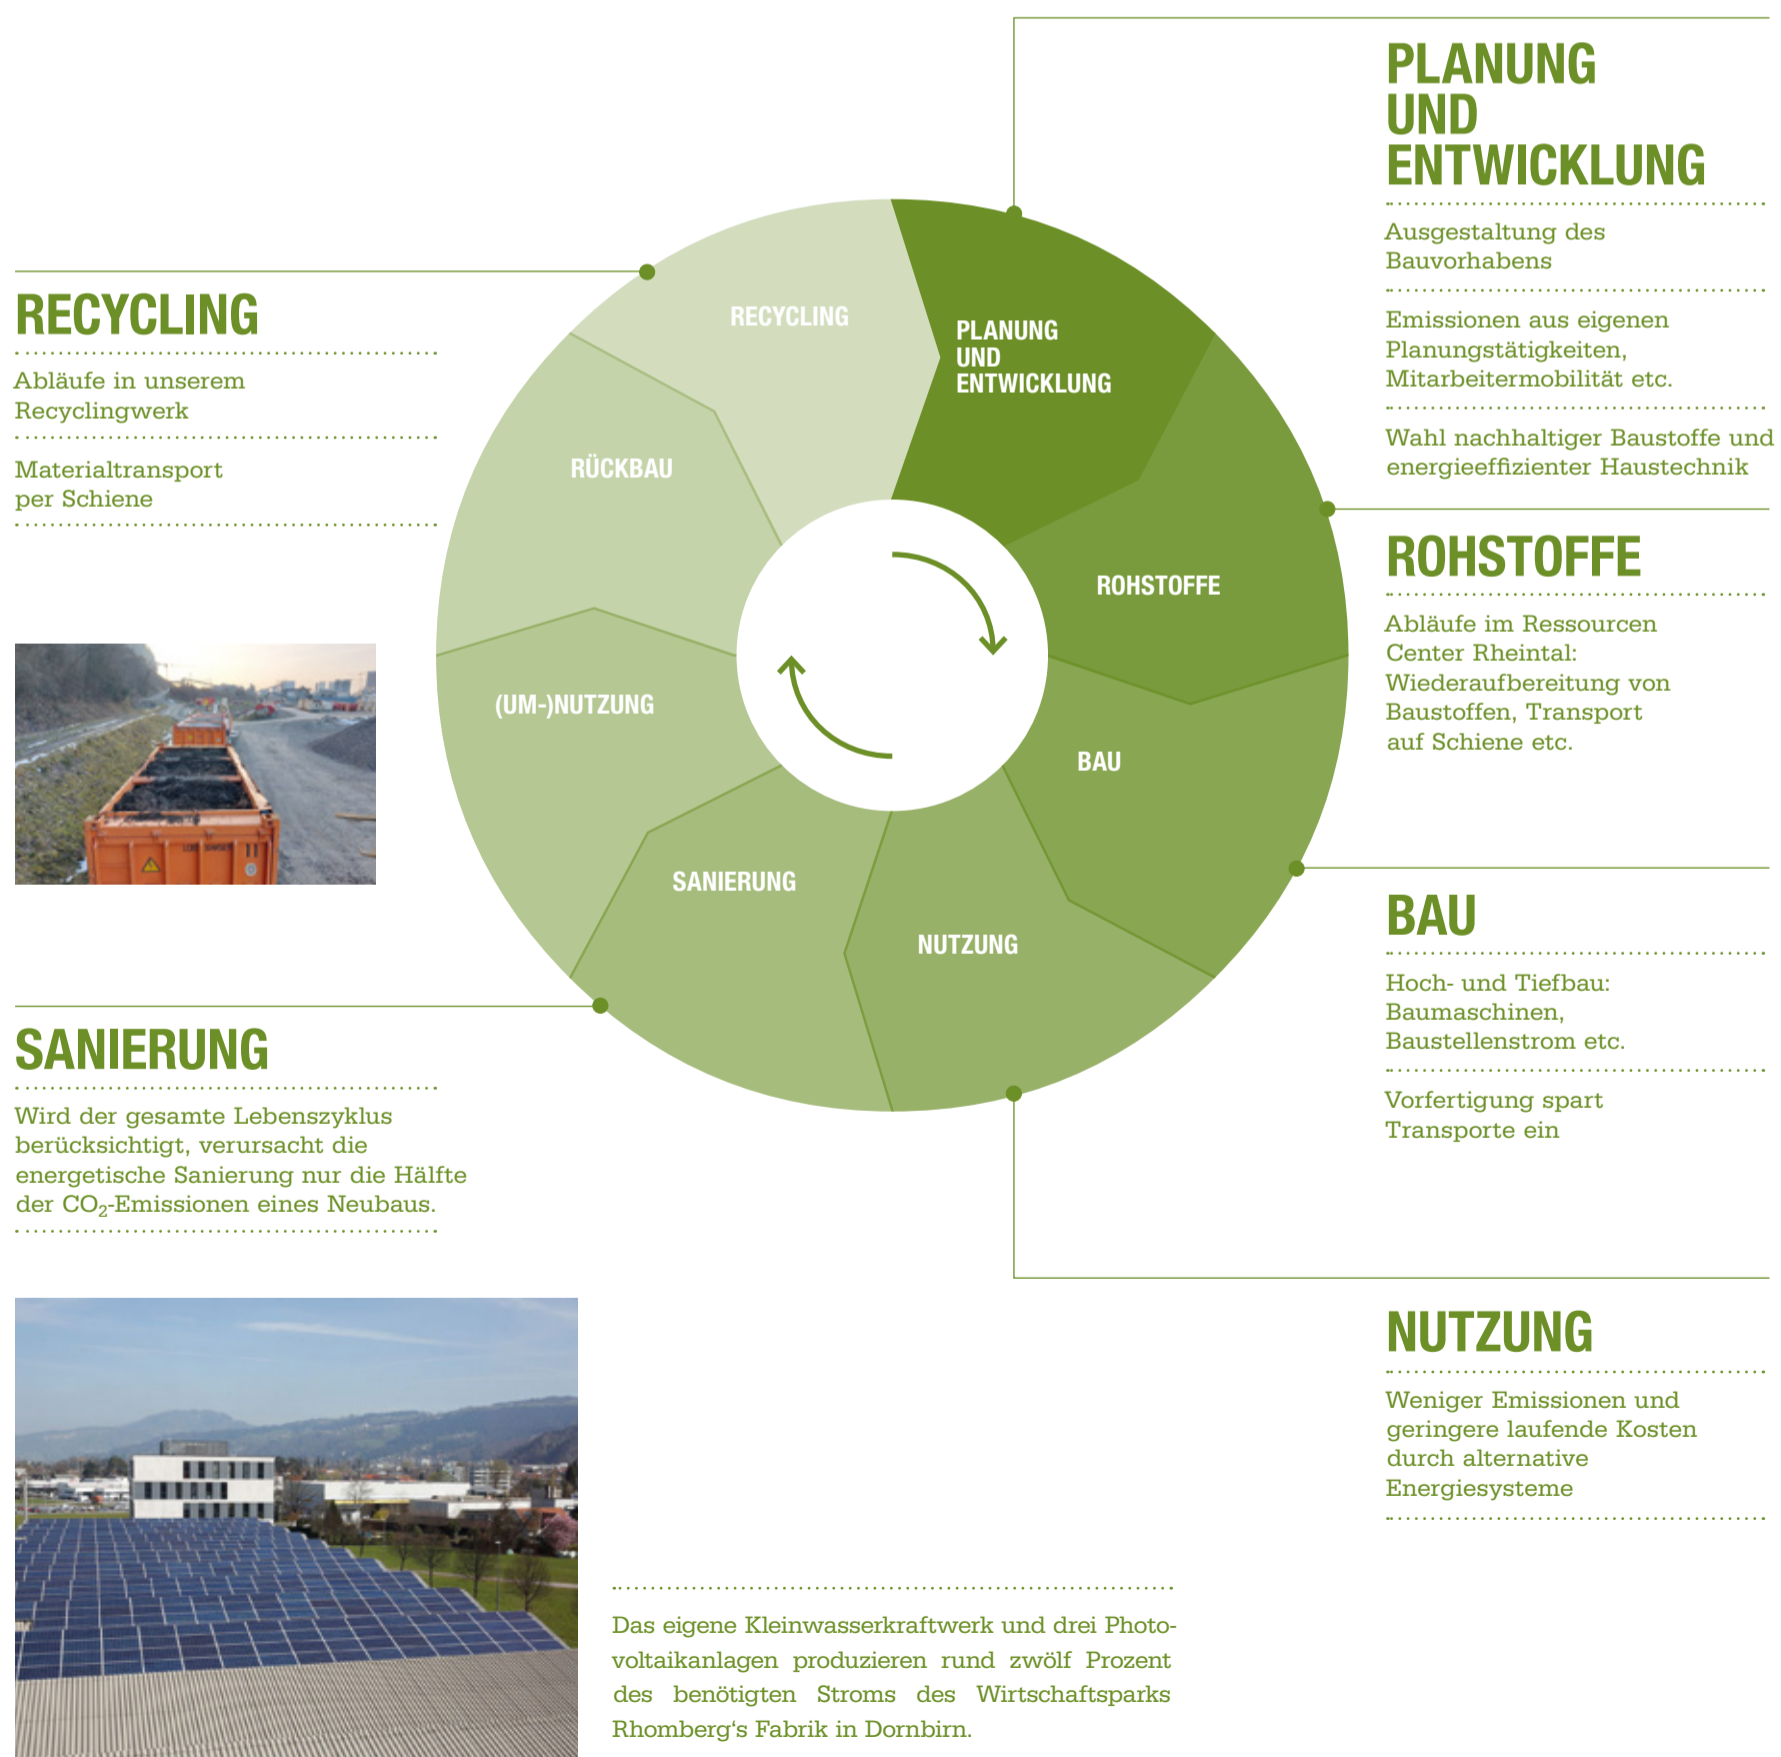 PLANUNG
UND
ENTWICKLUNG
Ausgestaltung des
Bauvorhabens
Emissionen aus eigenen
Planungstätigkeiten,
Mitarbeitermobilität etc.
Wahl nachhaltiger Baustoffe und
energieeffizienter Haustechnik
ROHSTOFFE
Abläufe im Ressourcen
Center Rheintal:
Wiederaufbereitung von
Baustoffen, Transport
auf Schiene etc.
BAU
Hoch- und Tiefbau:
Baumaschinen,
Baustellenstrom etc.
Vorfertigung spart
Transporte ein
NUTZUNG
Weniger Emissionen und
geringere laufende Kosten
durch alternative
Energiesysteme
RECYCLING
Abläufe in unserem
Recyclingwerk
Materialtransport
per Schiene
SANIERUNG
Wird der gesamte Lebenszyklus
berücksichtigt, verursacht die
energetische Sanierung nur die Hälfte
der CO₂-Emissionen eines Neubaus.
PLANUNG
UND
ENTWICKLUNG
ROHSTOFFE
BAU
NUTZUNG
SANIERUNG
(UM-)NUTZUNG
RÜCKBAU
RECYCLING
Das eigene Kleinwasserkraftwerk und drei Photo-
voltaikanlagen produzieren rund zwölf Prozent
des benötigten Stroms des Wirtschaftsparks
Rhomberg‘s Fabrik in Dornbirn.